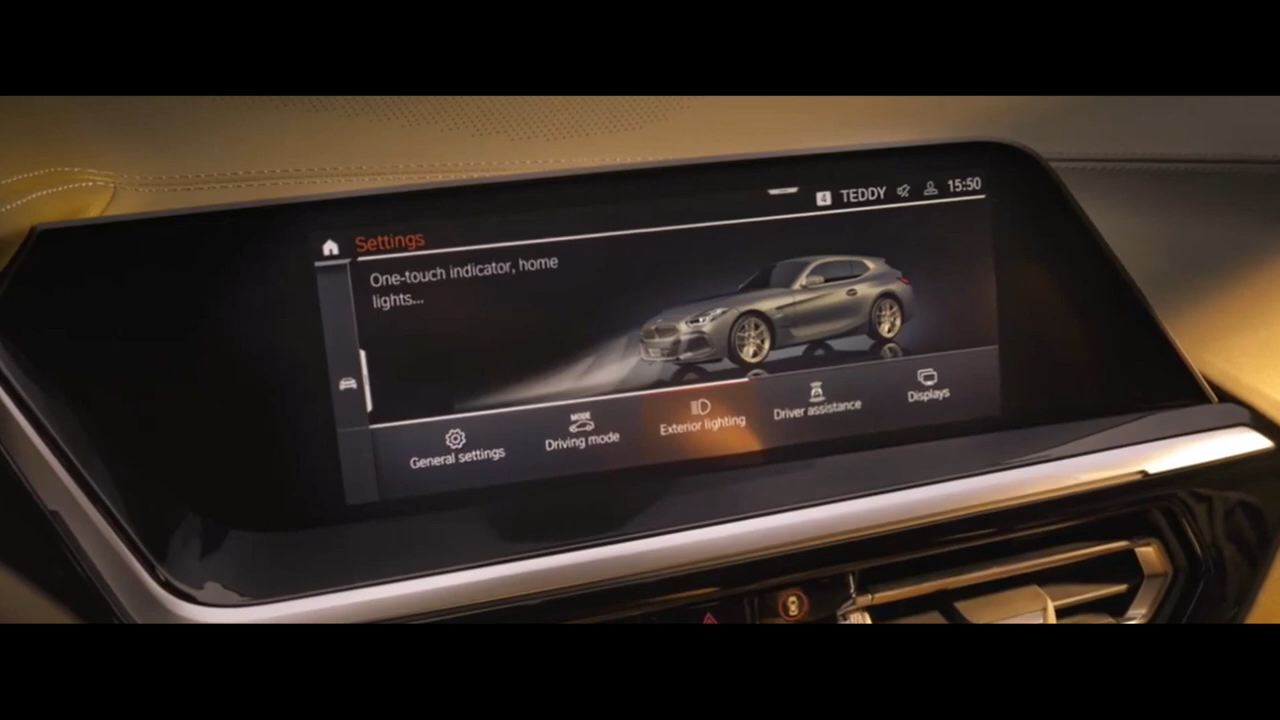 4 TEDDY 15:50
Settings
One-touch indicator, home
lights...
MODE
General settings
Driving mode
Exterior lighting
Driver assistance
Displays